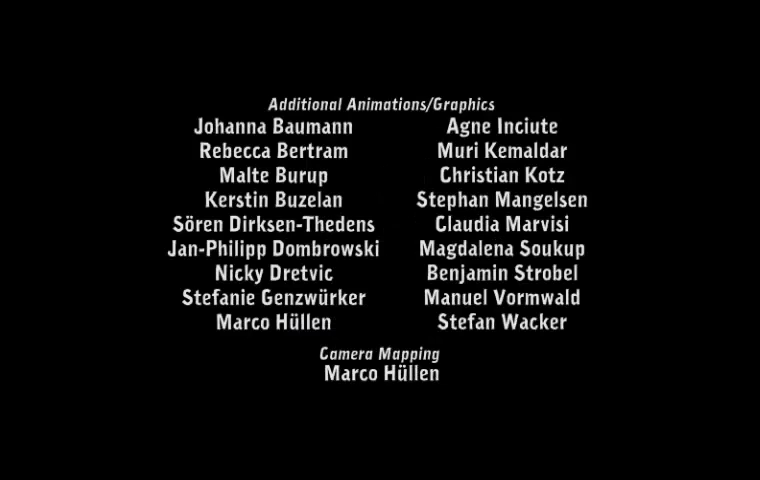 Additional Animations/Graphics
Johanna Baumann Agne Inciute
Rebecca Bertram Muri Kemaldar
Malte Burup Christian Kotz
Kerstin Buzelan Stephan Mangelsen
Sören Dirksen-Thedens Claudia Marvisi
Jan-Philipp Dombrowski Magdalena Soukup
Nicky Dretvic Benjamin Strobel
Stefanie Genzwürker Manuel Vormwald
Marco Hüllen Stefan Wacker
Camera Mapping
Marco Hüllen